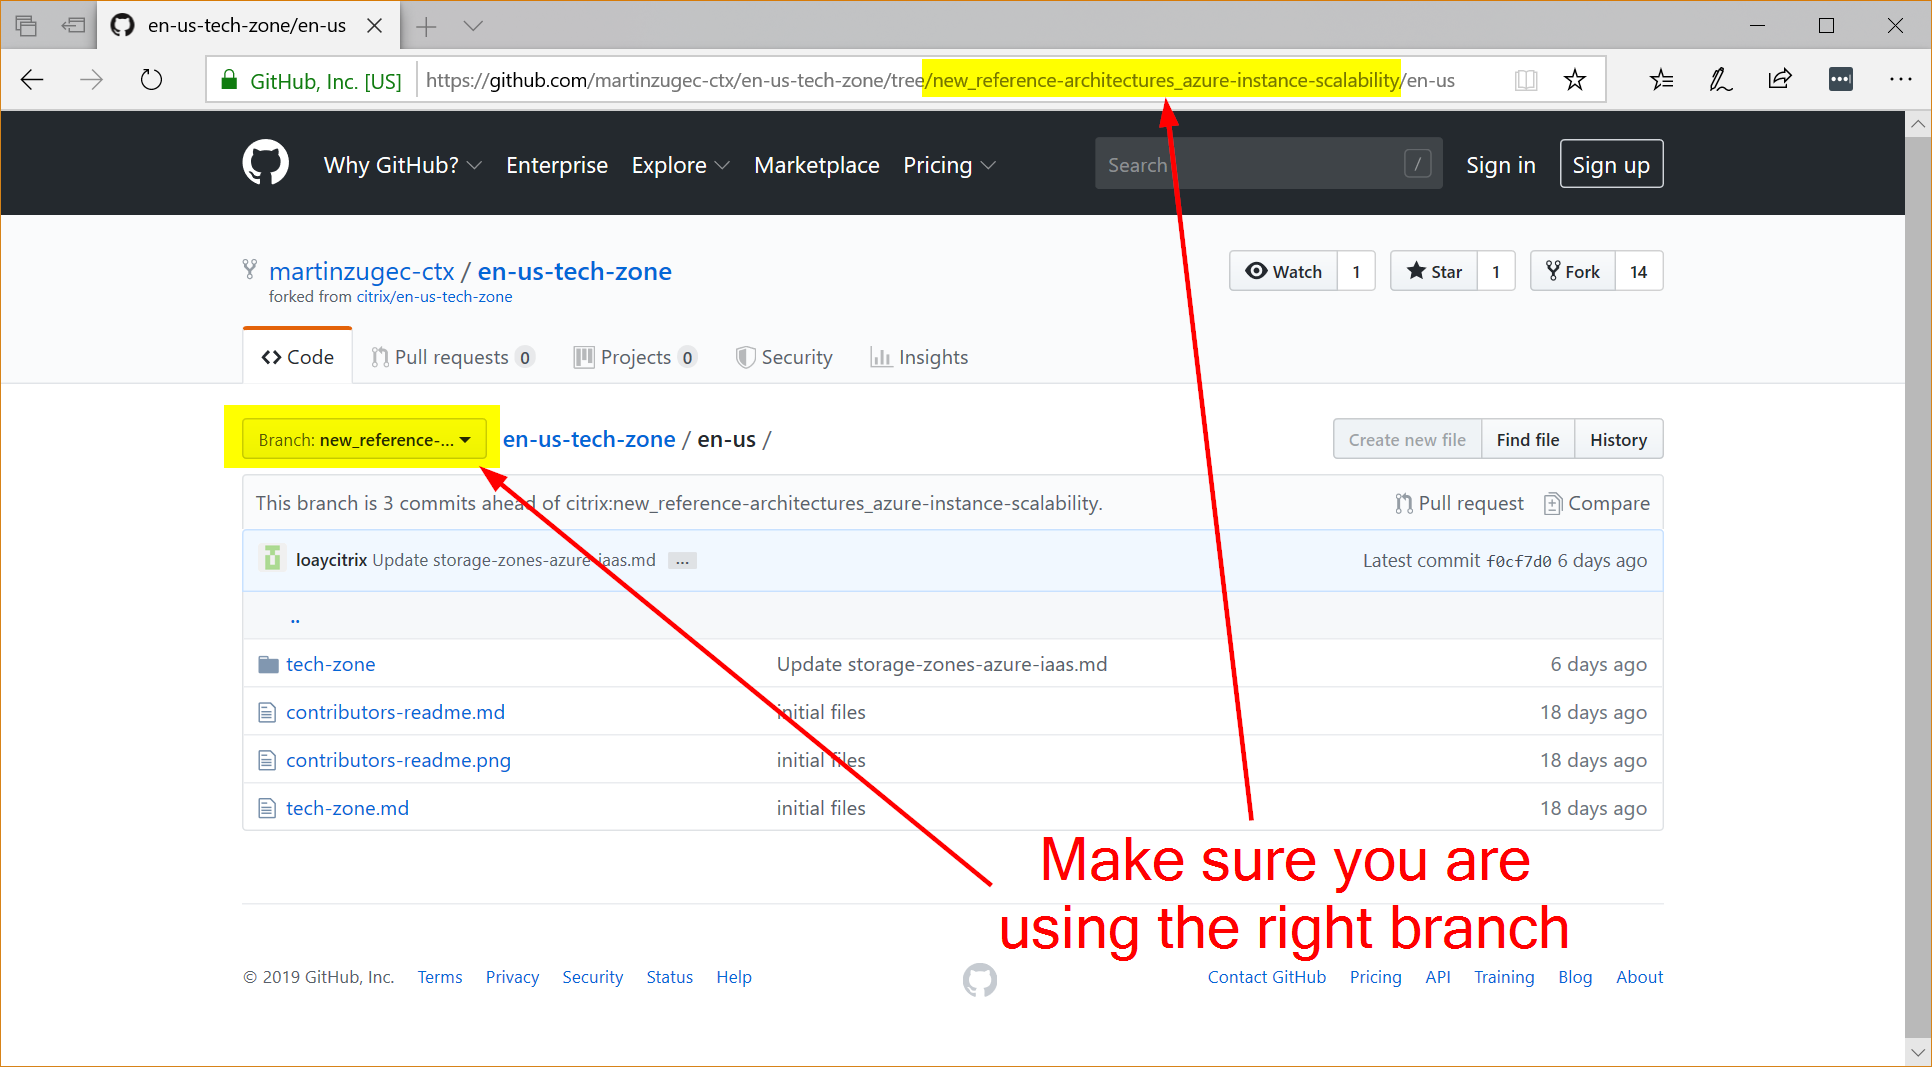 en-us-tech-zone/en-us
GitHub, Inc. [US] https://github.com/martinzugec-ctx/en-us-tech-zone/tree/new_reference-architectures_azure-instance-scalability/en-us
Why GitHub? Enterprise Explore Marketplace Pricing Search / Sign in Sign up
martinzugec-ctx / en-us-tech-zone
forked from citrix/en-us-tech-zone
Watch 1 Star 1 Fork 14
Code Pull requests 0 Projects 0 Security Insights
Branch: new_reference-... en-us-tech-zone / en-us / Create new file Find file History
This branch is 3 commits ahead of citrix:new_reference-architectures_azure-instance-scalability. Pull request Compare
loaycitrix Update storage-zones-azure-iaas.md ... Latest commit f0cf7d0 6 days ago
..
tech-zone Update storage-zones-azure-iaas.md 6 days ago
contributors-readme.md initial files 18 days ago
contributors-readme.png initial files 18 days ago
tech-zone.md initial files 18 days ago
Make sure you are
using the right branch
© 2019 GitHub, Inc. Terms Privacy Security Status Help Contact GitHub Pricing API Training Blog About